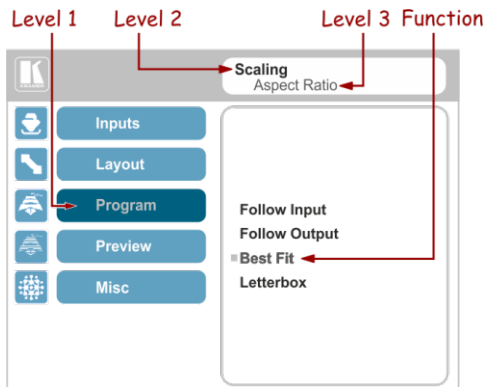 Level 1 Level 2 Level 3 Function
K
KRAMER
Scaling
Aspect Ratio
Inputs
Layout
Program
Preview
Misc
Follow Input
Follow Output
Best Fit
Letterbox